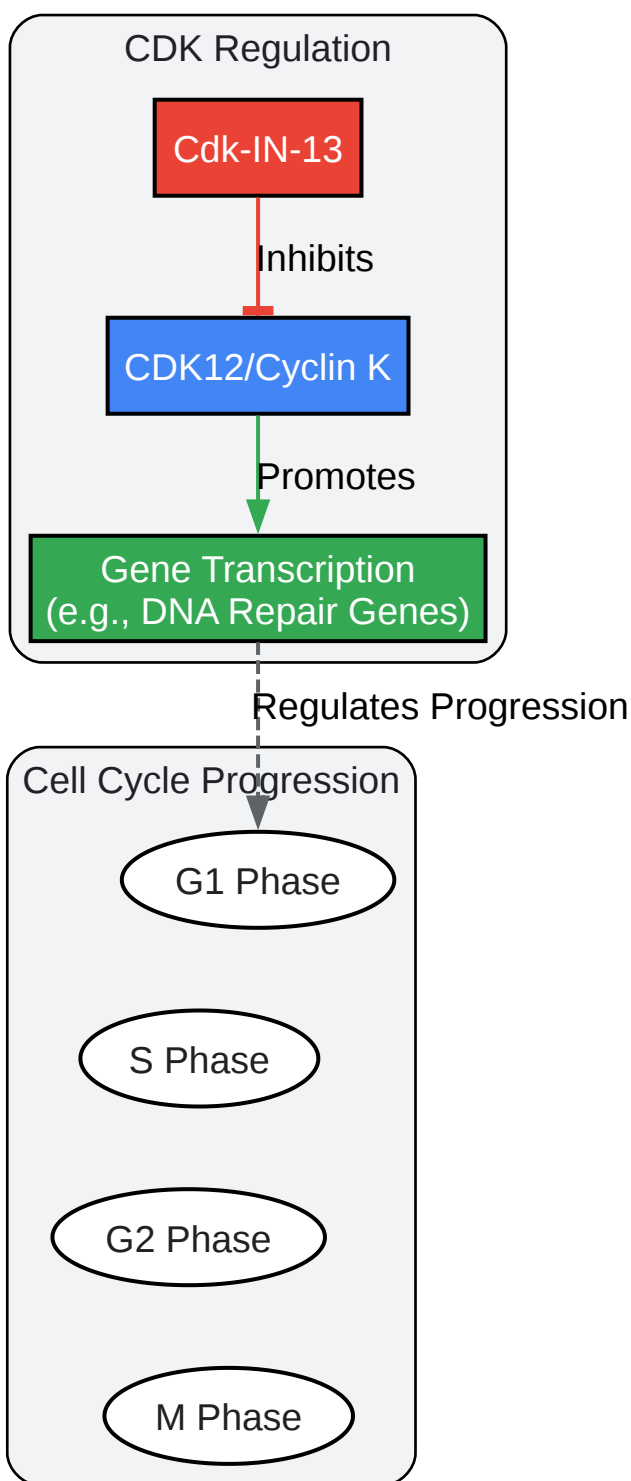 CDK Regulation
Cdk-IN-13
Inhibits
CDK12/Cyclin K
Promotes
Gene Transcription
(e.g., DNA Repair Genes)
Regulates Progression
Cell Cycle Progression
G1 Phase
S Phase
G2 Phase
M Phase